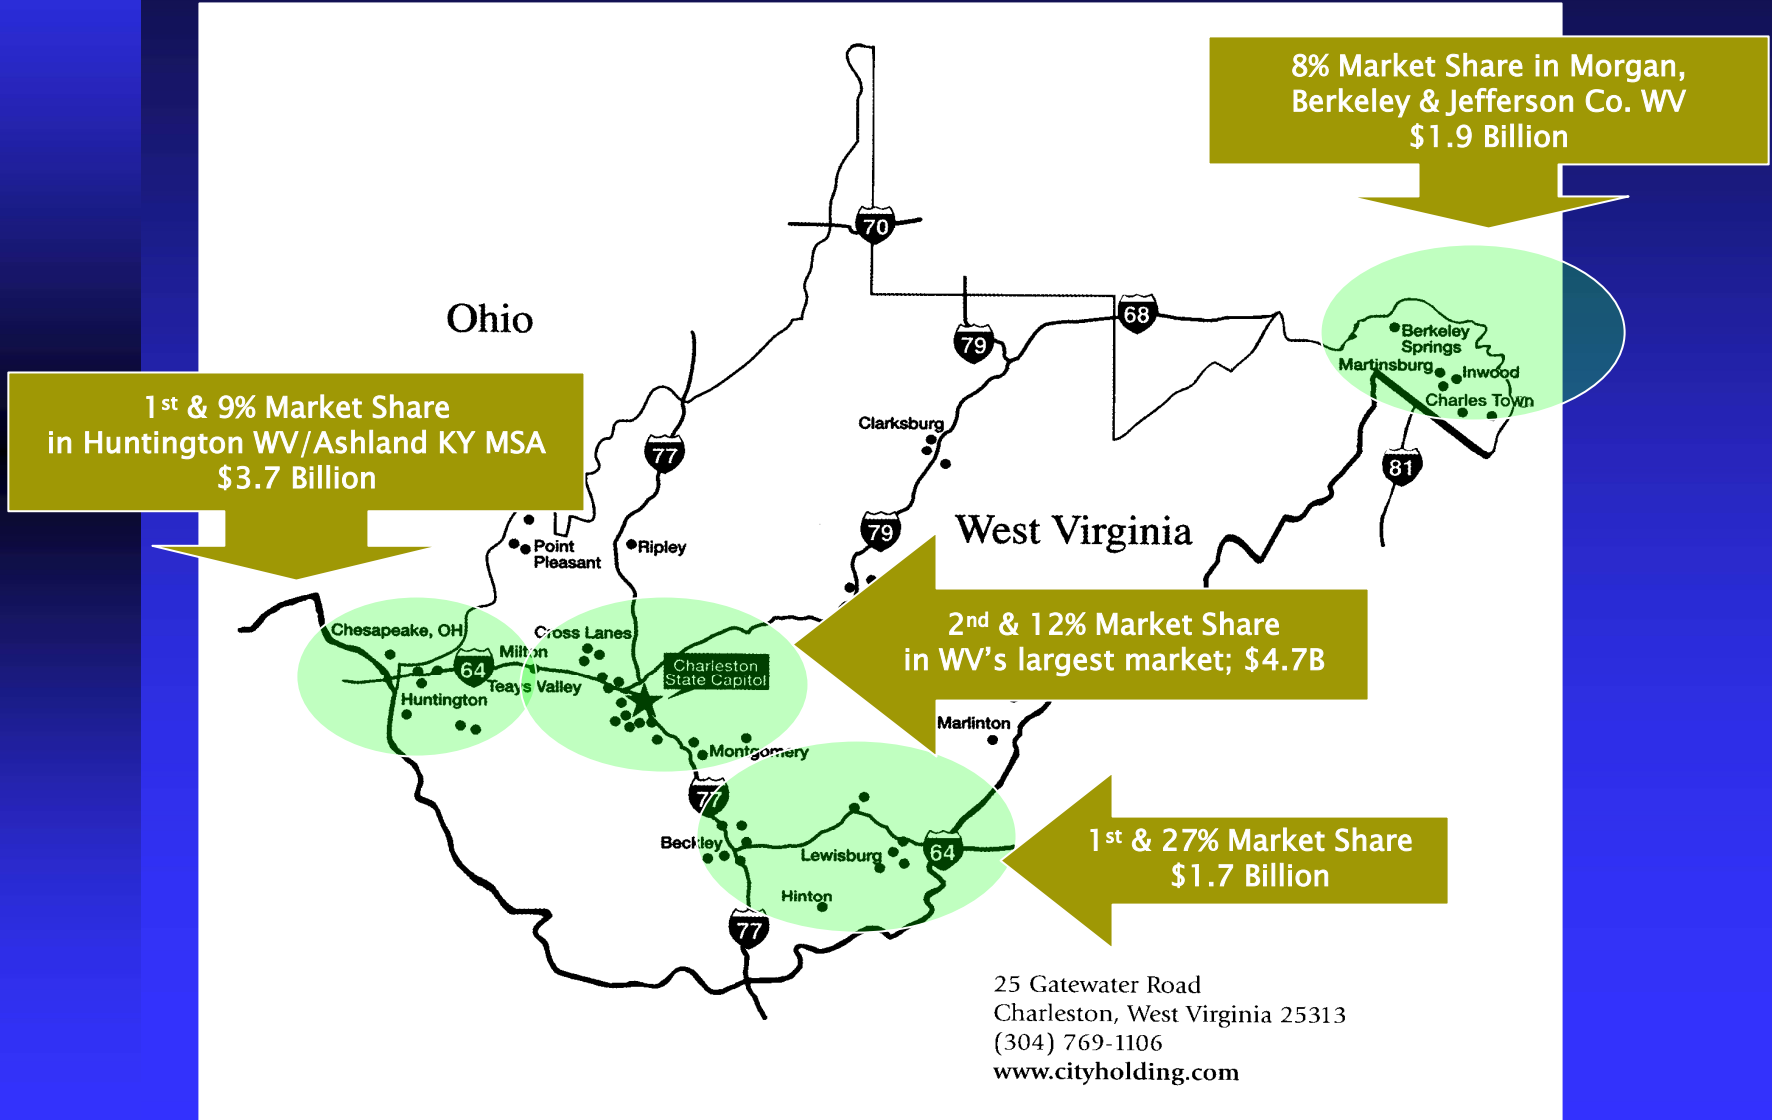 8% Market Share in Morgan,
Berkeley & Jefferson Co. WV
$1.9 Billion
70
68
79
Ohio
Berkeley
Springs
Martinsburg
Inwood
Charles Town
1st & 9% Market Share
in Huntington WV/Ashland KY MSA
$3.7 Billion
Clarksburg
77
81
79
West Virginia
Point
Pleasant
Ripley
2nd & 12% Market Share
in WV's largest market; $4.7B
Chesapeake, OH
Cross Lanes
Milton
64
Charleston
State Capitol
Teays Valley
Huntington
Marlinton
Montgomery
77
Beckley
Lewisburg
64
1st & 27% Market Share
$1.7 Billion
Hinton
77
25 Gatewater Road
Charleston, West Virginia 25313
(304) 769-1106
www.cityholding.com